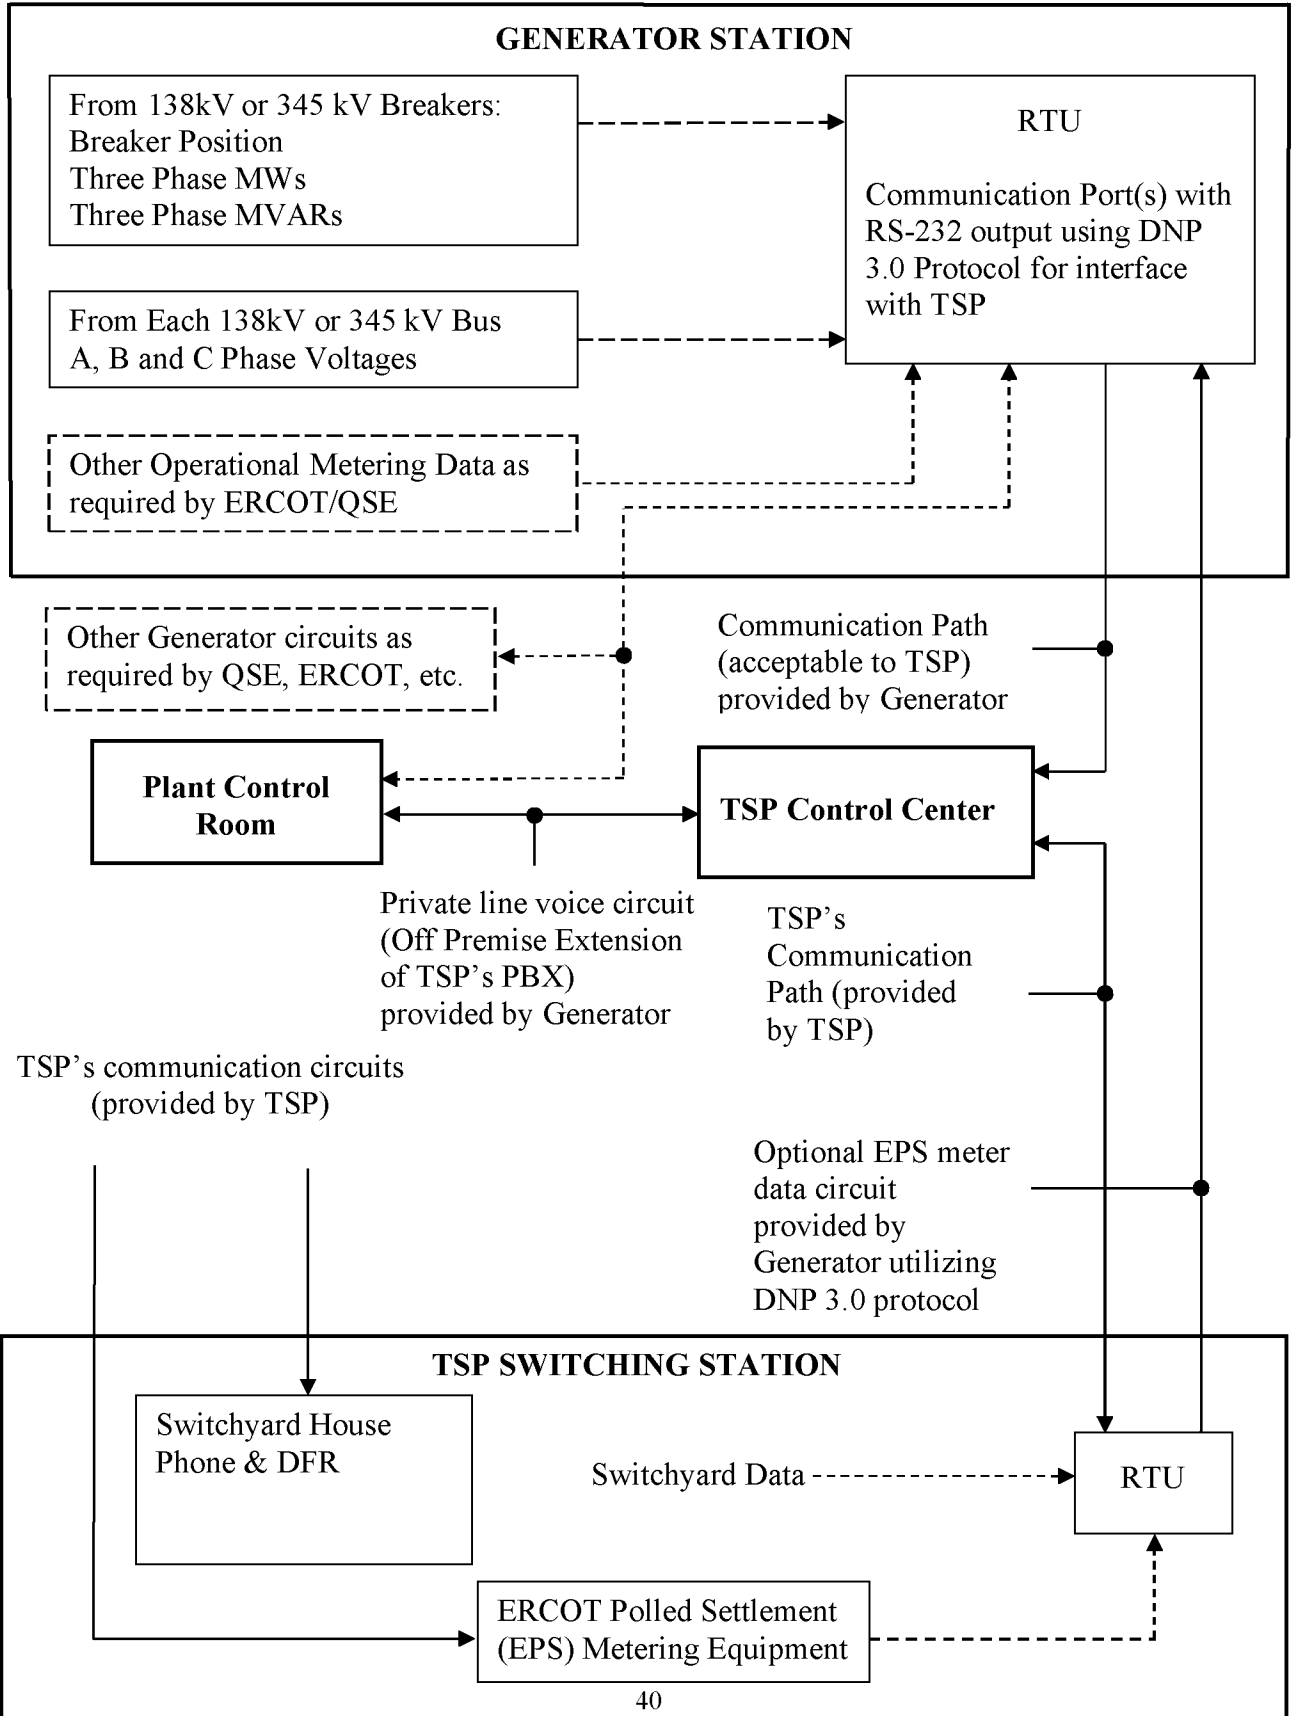 GENERATOR STATION
From 138kV or 345 kV Breakers:
Breaker Position
Three Phase MWs
Three Phase MVARs
RTU
Communication Port(s) with
RS-232 output using DNP
3.0 Protocol for interface
with TSP
From Each 138kV or 345 kV Bus
A, B and C Phase Voltages
Other Operational Metering Data as
required by ERCOT/QSE
Other Generator circuits as
required by QSE, ERCOT, etc.
Communication Path
(acceptable to TSP)
provided by Generator
Plant Control
Room
TSP Control Center
Private line voice circuit
(Off Premise Extension
of TSP's PBX)
provided by Generator
TSP's
Communication
Path (provided
by TSP)
TSP's communication circuits
(provided by TSP)
Optional EPS meter
data circuit
provided by
Generator utilizing
DNP 3.0 protocol
TSP SWITCHING STATION
Switchyard House
Phone & DFR
Switchyard Data
RTU
ERCOT Polled Settlement
(EPS) Metering Equipment
40